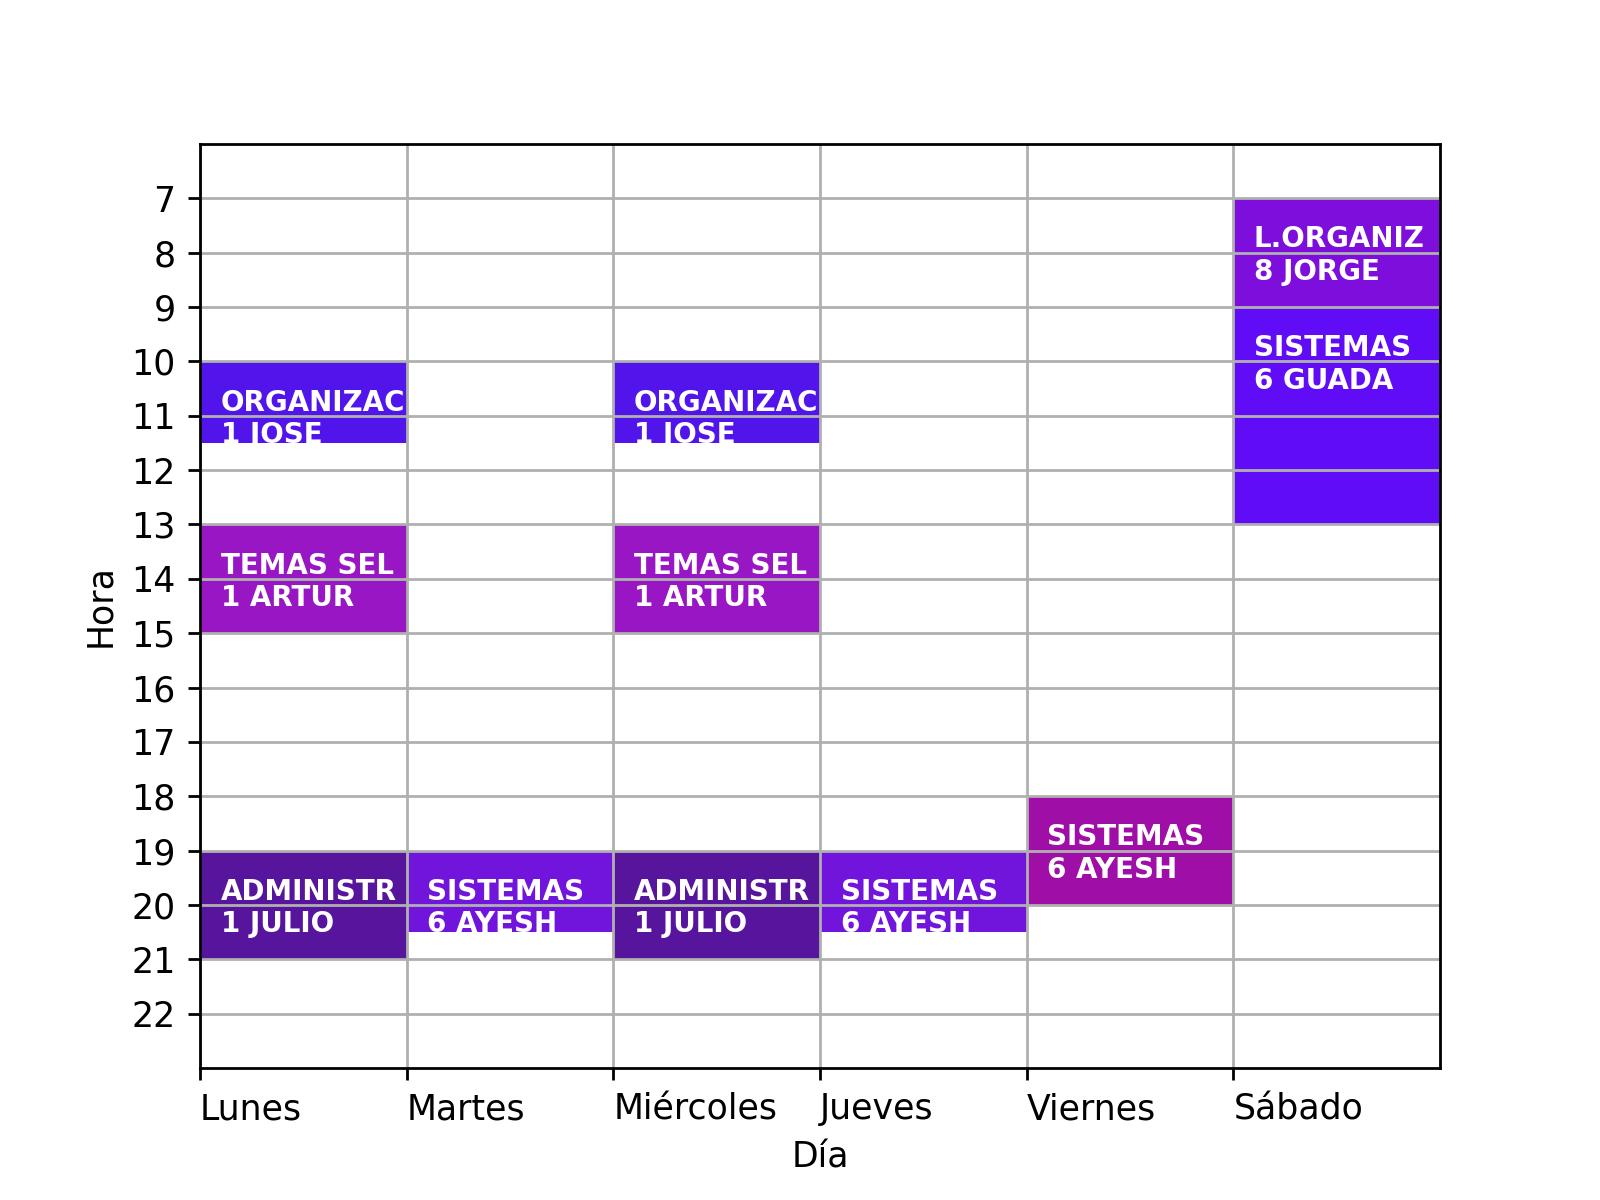 7
8
9
10
11
12
13
14
15
16
17
18
19
20
21
22
Hora
L.ORGANIZ
8 JORGE
SISTEMAS
6 GUADA
ORGANIZAC
1 JOSE
ORGANIZAC
1 JOSE
TEMAS SEL
1 ARTUR
TEMAS SEL
1 ARTUR
SISTEMAS
6 AYESH
ADMINISTR
1 JULIO
SISTEMAS
6 AYESH
ADMINISTR
1 JULIO
SISTEMAS
6 AYESH
Lunes
Martes
Miércoles
Jueves
Viernes
Sábado
Día